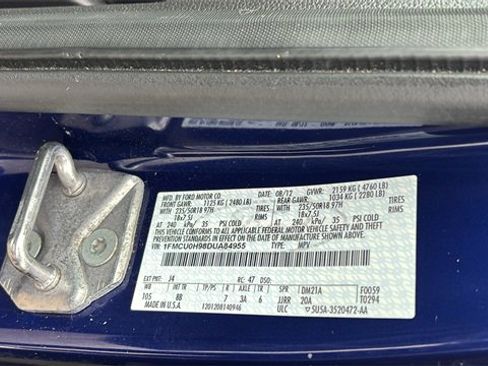 MFD. BY FORD MOTOR CO.
DATE: 08/12 GVWR: 2159 KG ( 4760 LB)
FRONT GAWR: 1125 KG ( 2480 LB) REAR GAWR: 1034 KG ( 2280 LB)
WITH 235/50R18 97H TIRES WITH 235/50R18 97H TIRES
18x7.5J RIMS 18x7.5J RIMS
AT 240 kPa/ 35 PSI COLD AT 240 kPa/ 35 PSI COLD
THIS VEHICLE CONFORMS TO ALL APPLICABLE FEDERAL MOTOR VEHICLE
SAFETY AND THEFT PREVENTION STANDARDS IN EFFECT ON THE DATE OF
MANUFACTURE SHOWN ABOVE.
VIN: 1FMCU0H98DUA84955
TYPE: MPV
EXT PNT: J4 RC: 47 DSO:
WB INT TR TP/PS R AXLE TR SPR
105 8B 7 3A 6 JJRR
DM21A F0059
20A T0294
MADE IN U.S.A. 1201208140946 ULC
5U5A-3520472-AA